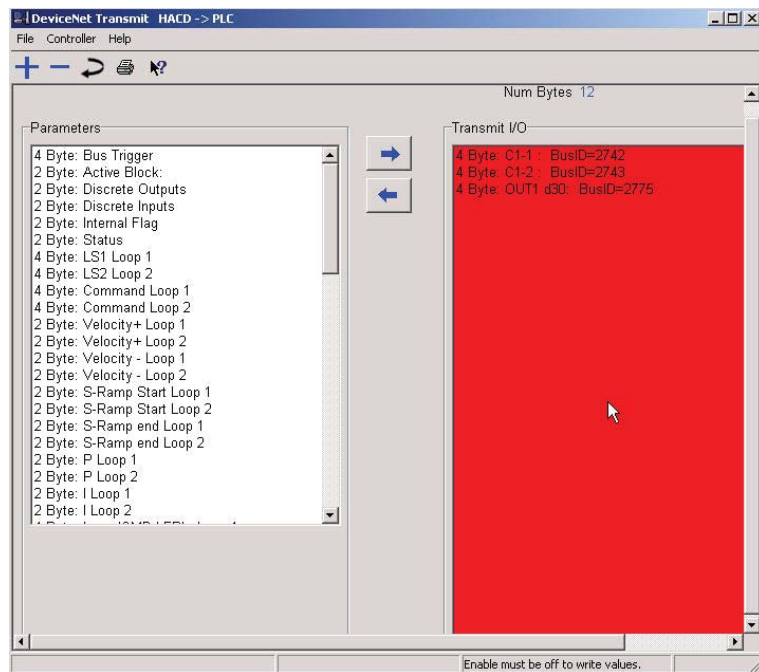 DeviceNet Transmit HACD -> PLC
File Controller Help
Num Bytes 12
Parameters
4 Byte: Bus Trigger
2 Byte: Active Block:
2 Byte: Discrete Outputs
2 Byte: Discrete Inputs
2 Byte: Internal Flag
2 Byte: Status
4 Byte: LS1 Loop 1
4 Byte: LS2 Loop 2
4 Byte: Command Loop 1
4 Byte: Command Loop 2
2 Byte: Velocity+ Loop 1
2 Byte: Velocity+ Loop 2
2 Byte: Velocity - Loop 1
2 Byte: Velocity - Loop 2
2 Byte: S-Ramp Start Loop 1
2 Byte: S-Ramp Start Loop 2
2 Byte: S-Ramp end Loop 1
2 Byte: S-Ramp end Loop 2
2 Byte: P Loop 1
2 Byte: P Loop 2
2 Byte: I Loop 1
2 Byte: I Loop 2
Transmit I/O
4 Byte: C1-1 : BusID=2742
4 Byte: C1-2 : BusID=2743
4 Byte: OUT1 d30: BusID=2775
Enable must be off to write values.